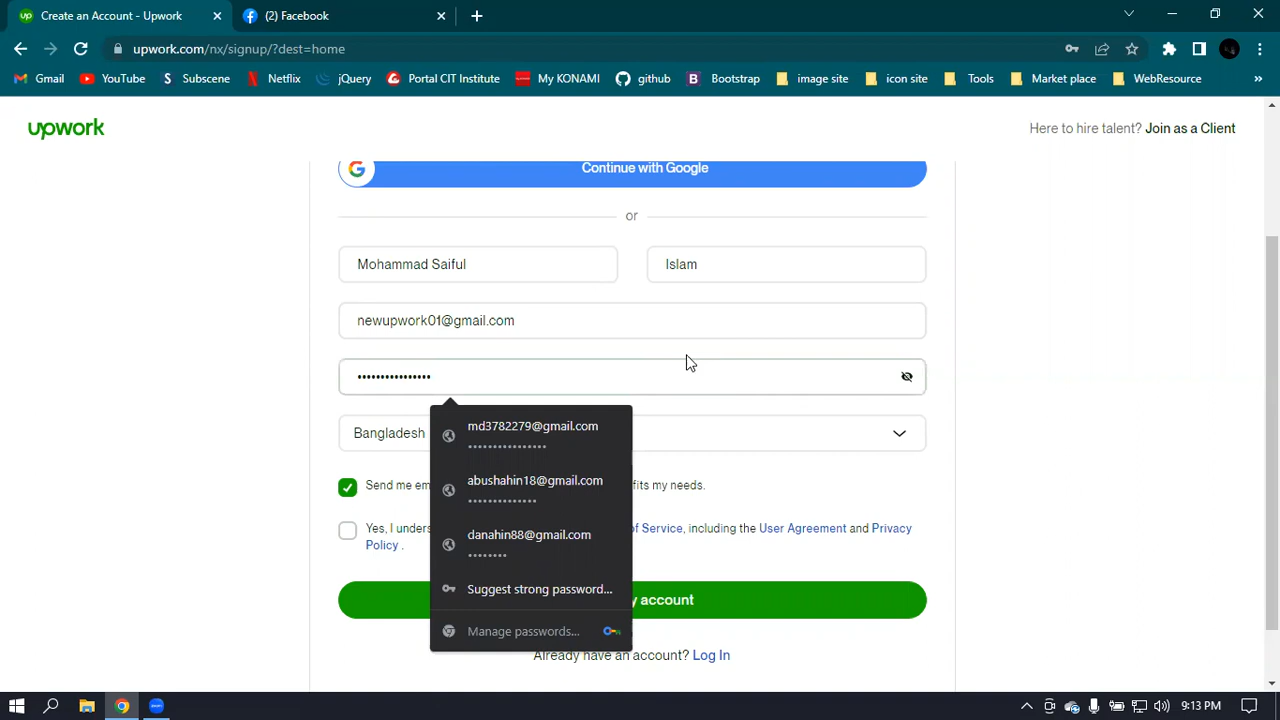 Create an Account - Upwork
(2) Facebook
upwork.com/nx/signup/?dest=home
Gmail YouTube Subscene Netflix jQuery Portal CIT Institute My KONAMI github Bootstrap image site icon site Tools Market place WebResource »
upwork
Here to hire talent? Join as a Client
Continue with Google
or
Mohammad Saiful
Islam
newupwork01@gmail.com
••••••••••••••••
md3782279@gmail.com
••••••••••••••••
Bangladesh
abushahin18@gmail.com
••••••••••••••
Send me em
fits my needs.
Yes, I unders
of Service, including the User Agreement and Privacy
Policy .
danahin88@gmail.com
••••••••
Suggest strong password...
y account
Manage passwords...
Already have an account? Log In
9:13 PM